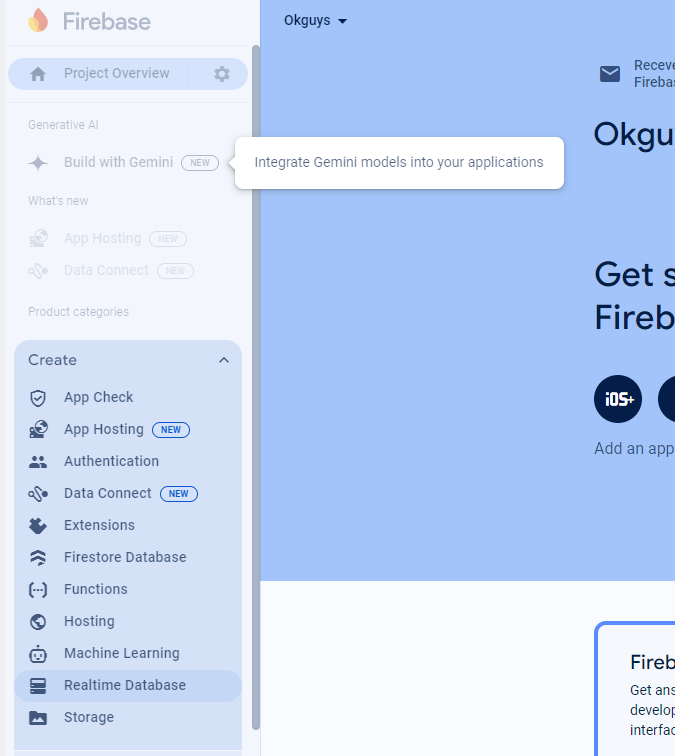 Firebase
Project Overview
Generative AI
Build with Gemini NEW
What's new
App Hosting NEW
Data Connect NEW
Product categories
Create
App Check
App Hosting NEW
Authentication
Data Connect NEW
Extensions
Firestore Database
Functions
Hosting
Machine Learning
Realtime Database
Storage
Integrate Gemini models into your applications
Okguys
Receve
Fireba
Okgu
Get s
Fireb
iOS+
Add an app
Fireb
Get ans
develop
interfac